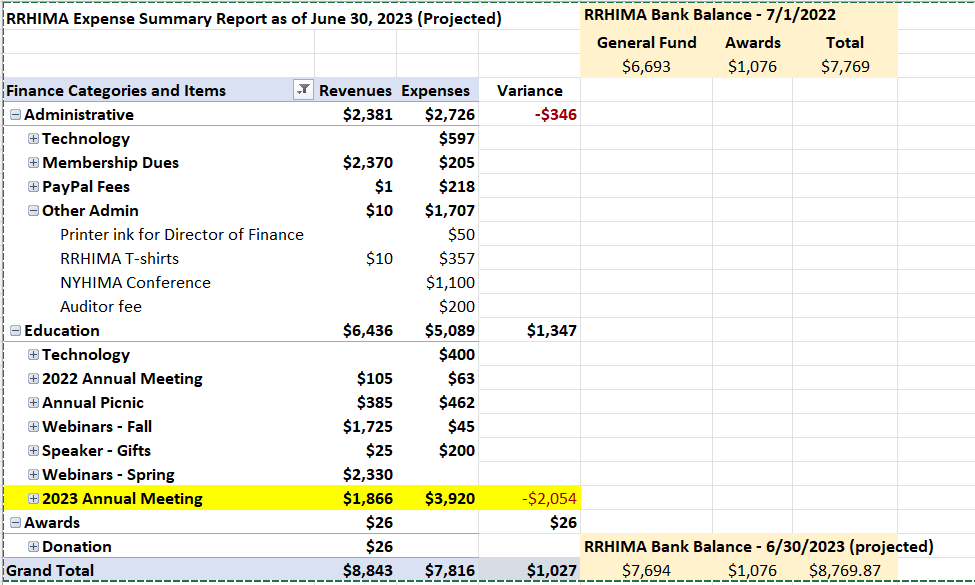 RRHIMA Expense Summary Report as of June 30, 2023 (Projected)
RRHIMA Bank Balance - 7/1/2022
General Fund Awards Total
$6,693 $1,076 $7,769
Finance Categories and Items Revenues Expenses Variance
Administrative $2,381 $2,726 -$346
Technology $597
Membership Dues $2,370 $205
PayPal Fees $1 $218
Other Admin $10 $1,707
Printer ink for Director of Finance $50
RRHIMA T-shirts $10 $357
NYHIMA Conference $1,100
Auditor fee $200
Education $6,436 $5,089 $1,347
Technology $400
2022 Annual Meeting $105 $63
Annual Picnic $385 $462
Webinars - Fall $1,725 $45
Speaker - Gifts $25 $200
Webinars - Spring $2,330
2023 Annual Meeting $1,866 $3,920 -$2,054
Awards $26 $26
Donation $26 RRHIMA Bank Balance - 6/30/2023 (projected)
Grand Total $8,843 $7,816 $1,027 $7,694 $1,076 $8,769.87